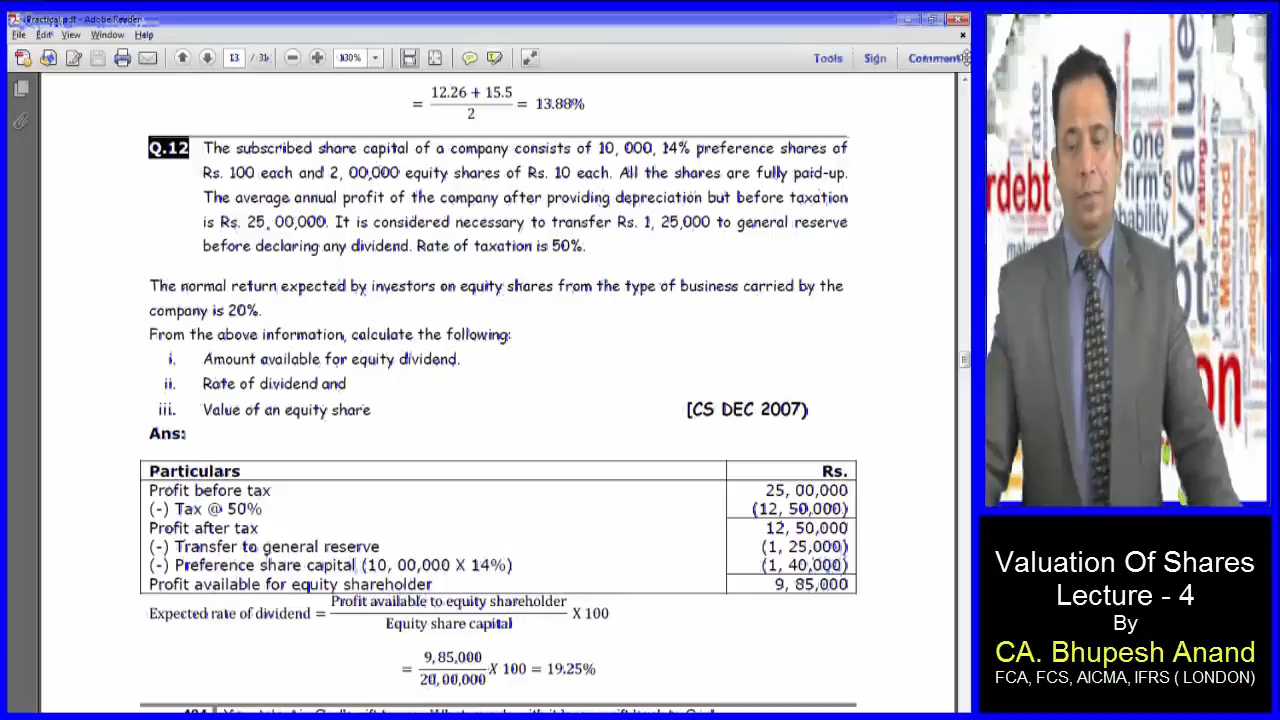 Practical.pdf - Adobe Reader
File Edit View Window Help
13 / 31 130% Tools Sign Comment
= 12.26 + 15.5 / 2 = 13.88%
Q.12 The subscribed share capital of a company consists of 10, 000, 14% preference shares of
Rs. 100 each and 2, 00,000 equity shares of Rs. 10 each. All the shares are fully paid-up.
The average annual profit of the company after providing depreciation but before taxation
is Rs. 25, 00,000. It is considered necessary to transfer Rs. 1, 25,000 to general reserve
before declaring any dividend. Rate of taxation is 50%.
The normal return expected by investors on equity shares from the type of business carried by the
company is 20%.
From the above information, calculate the following:
i. Amount available for equity dividend.
ii. Rate of dividend and
iii. Value of an equity share [CS DEC 2007)
Ans:
Particulars Rs.
Profit before tax 25, 00,000
(-) Tax @ 50% (12, 50,000)
Profit after tax 12, 50,000
(-) Transfer to general reserve (1, 25,000)
(-) Preference share capital (10, 00,000 X 14%) (1, 40,000)
Profit available for equity shareholder 9, 85,000
Expected rate of dividend = Profit available to equity shareholder / Equity share capital X 100
= 9,85,000 / 20,00,000 X 100 = 19.25%
rate
debt
one
firm's
value
rating
Method
Valuation Of Shares
Lecture - 4
By
CA. Bhupesh Anand
FCA, FCS, AICMA, IFRS ( LONDON)